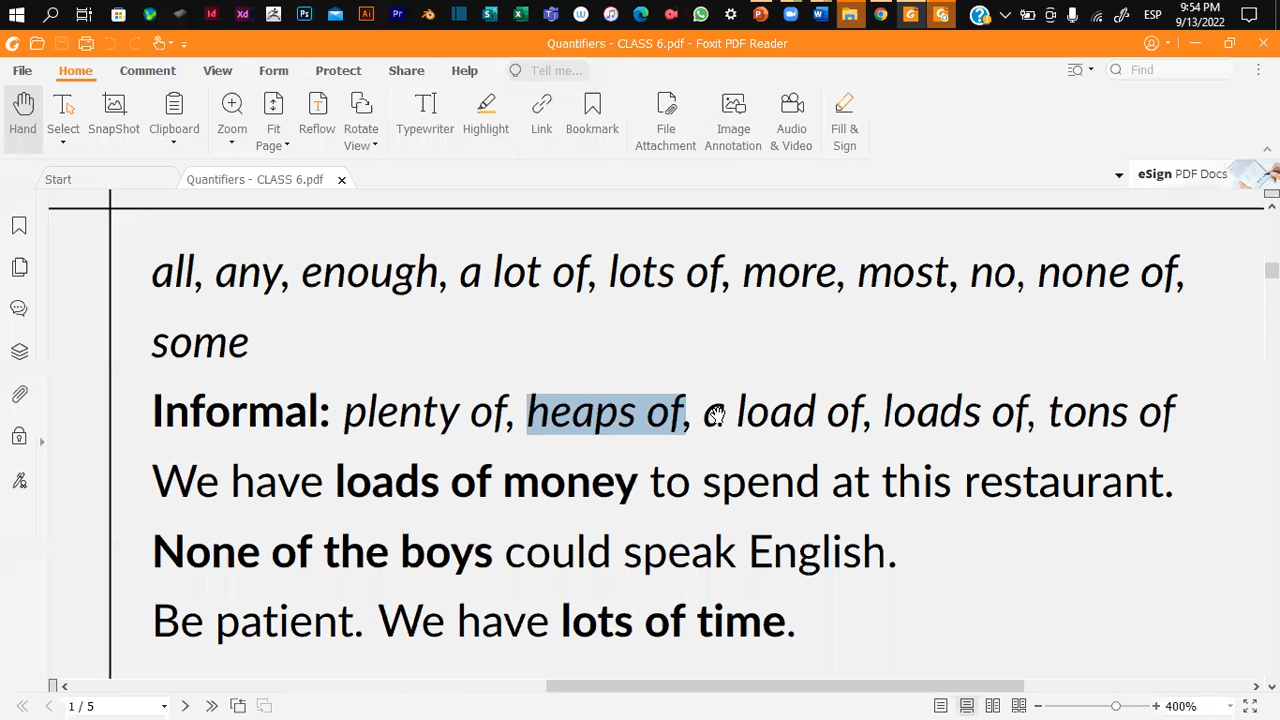 9:54 PM
ESP
9/13/2022
Quantifiers - CLASS 6.pdf - Foxit PDF Reader
File Home Comment View Form Protect Share Help Tell me... Find
Hand Select SnapShot Clipboard Zoom Fit Page Reflow Rotate View Typewriter Highlight Link Bookmark File Attachment Image Annotation Audio & Video Fill & Sign
Start Quantifiers - CLASS 6.pdf eSign PDF Docs
all, any, enough, a lot of, lots of, more, most, no, none of,
some
Informal: plenty of, heaps of, a load of, loads of, tons of
We have loads of money to spend at this restaurant.
None of the boys could speak English.
Be patient. We have lots of time.
1 / 5 400%